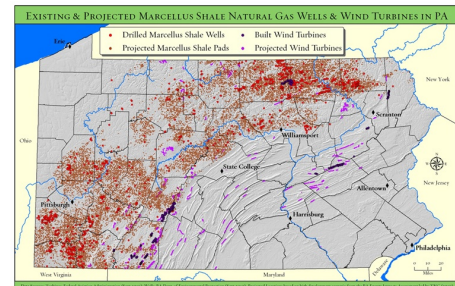 Existing & Projected Marcellus Shale Natural Gas Wells & Wind Turbines in PA
Drilled Marcellus Shale Wells
Built Wind Turbines
Projected Marcellus Shale Pads
Projected Wind Turbines
Erie
New York
Scranton
Ohio
Williamsport
State College
Allentown
New Jersey
Pittsburgh
Harrisburg
Philadelphia
West Virginia
Maryland
Delaware
Miles